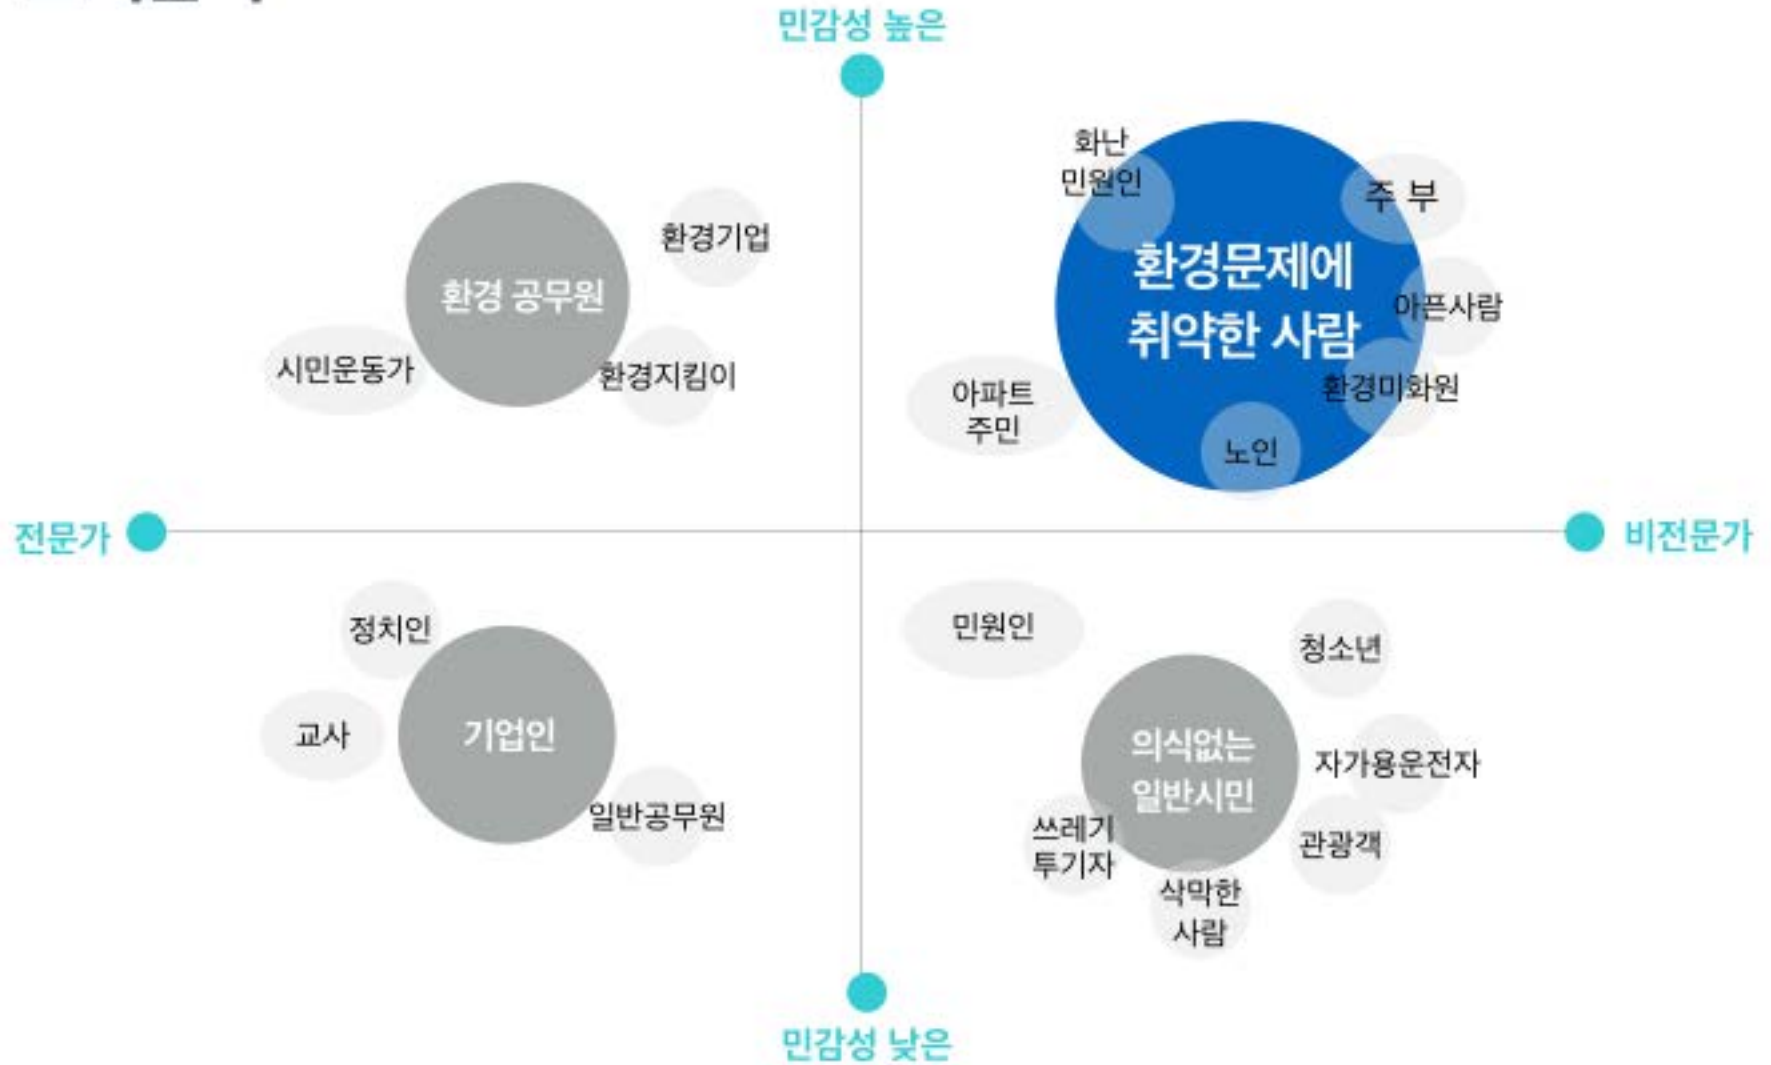 민감성 높은
화난
민원인
주 부
환경기업
환경문제에
취약한 사람
환경 공무원
아픈사람
시민운동가
환경지킴이
환경미화원
아파트
주민
노인
전문가
비전문가
정치인
민원인
청소년
교사
기업인
의식없는
일반시민
자가용운전자
일반공무원
쓰레기
투기자
관광객
삭막한
사람
민감성 낮은